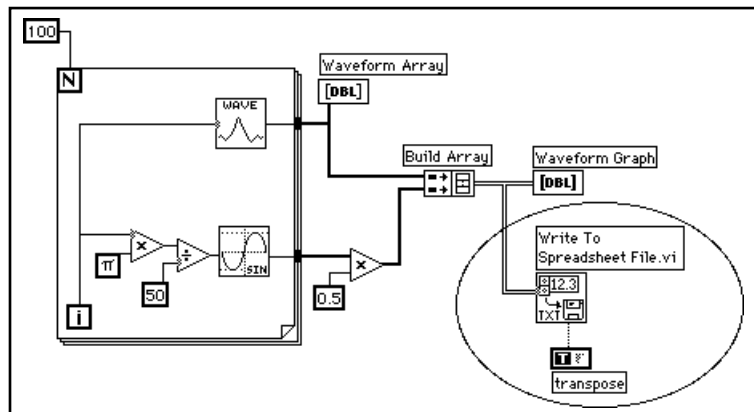 100
N
Waveform Array
[DBL]
WAVE
Build Array
Waveform Graph
[DBL]
Write To
Spreadsheet File.vi
12.3
TXT
×
÷
SIN
π
50
×
0.5
i
T
transpose